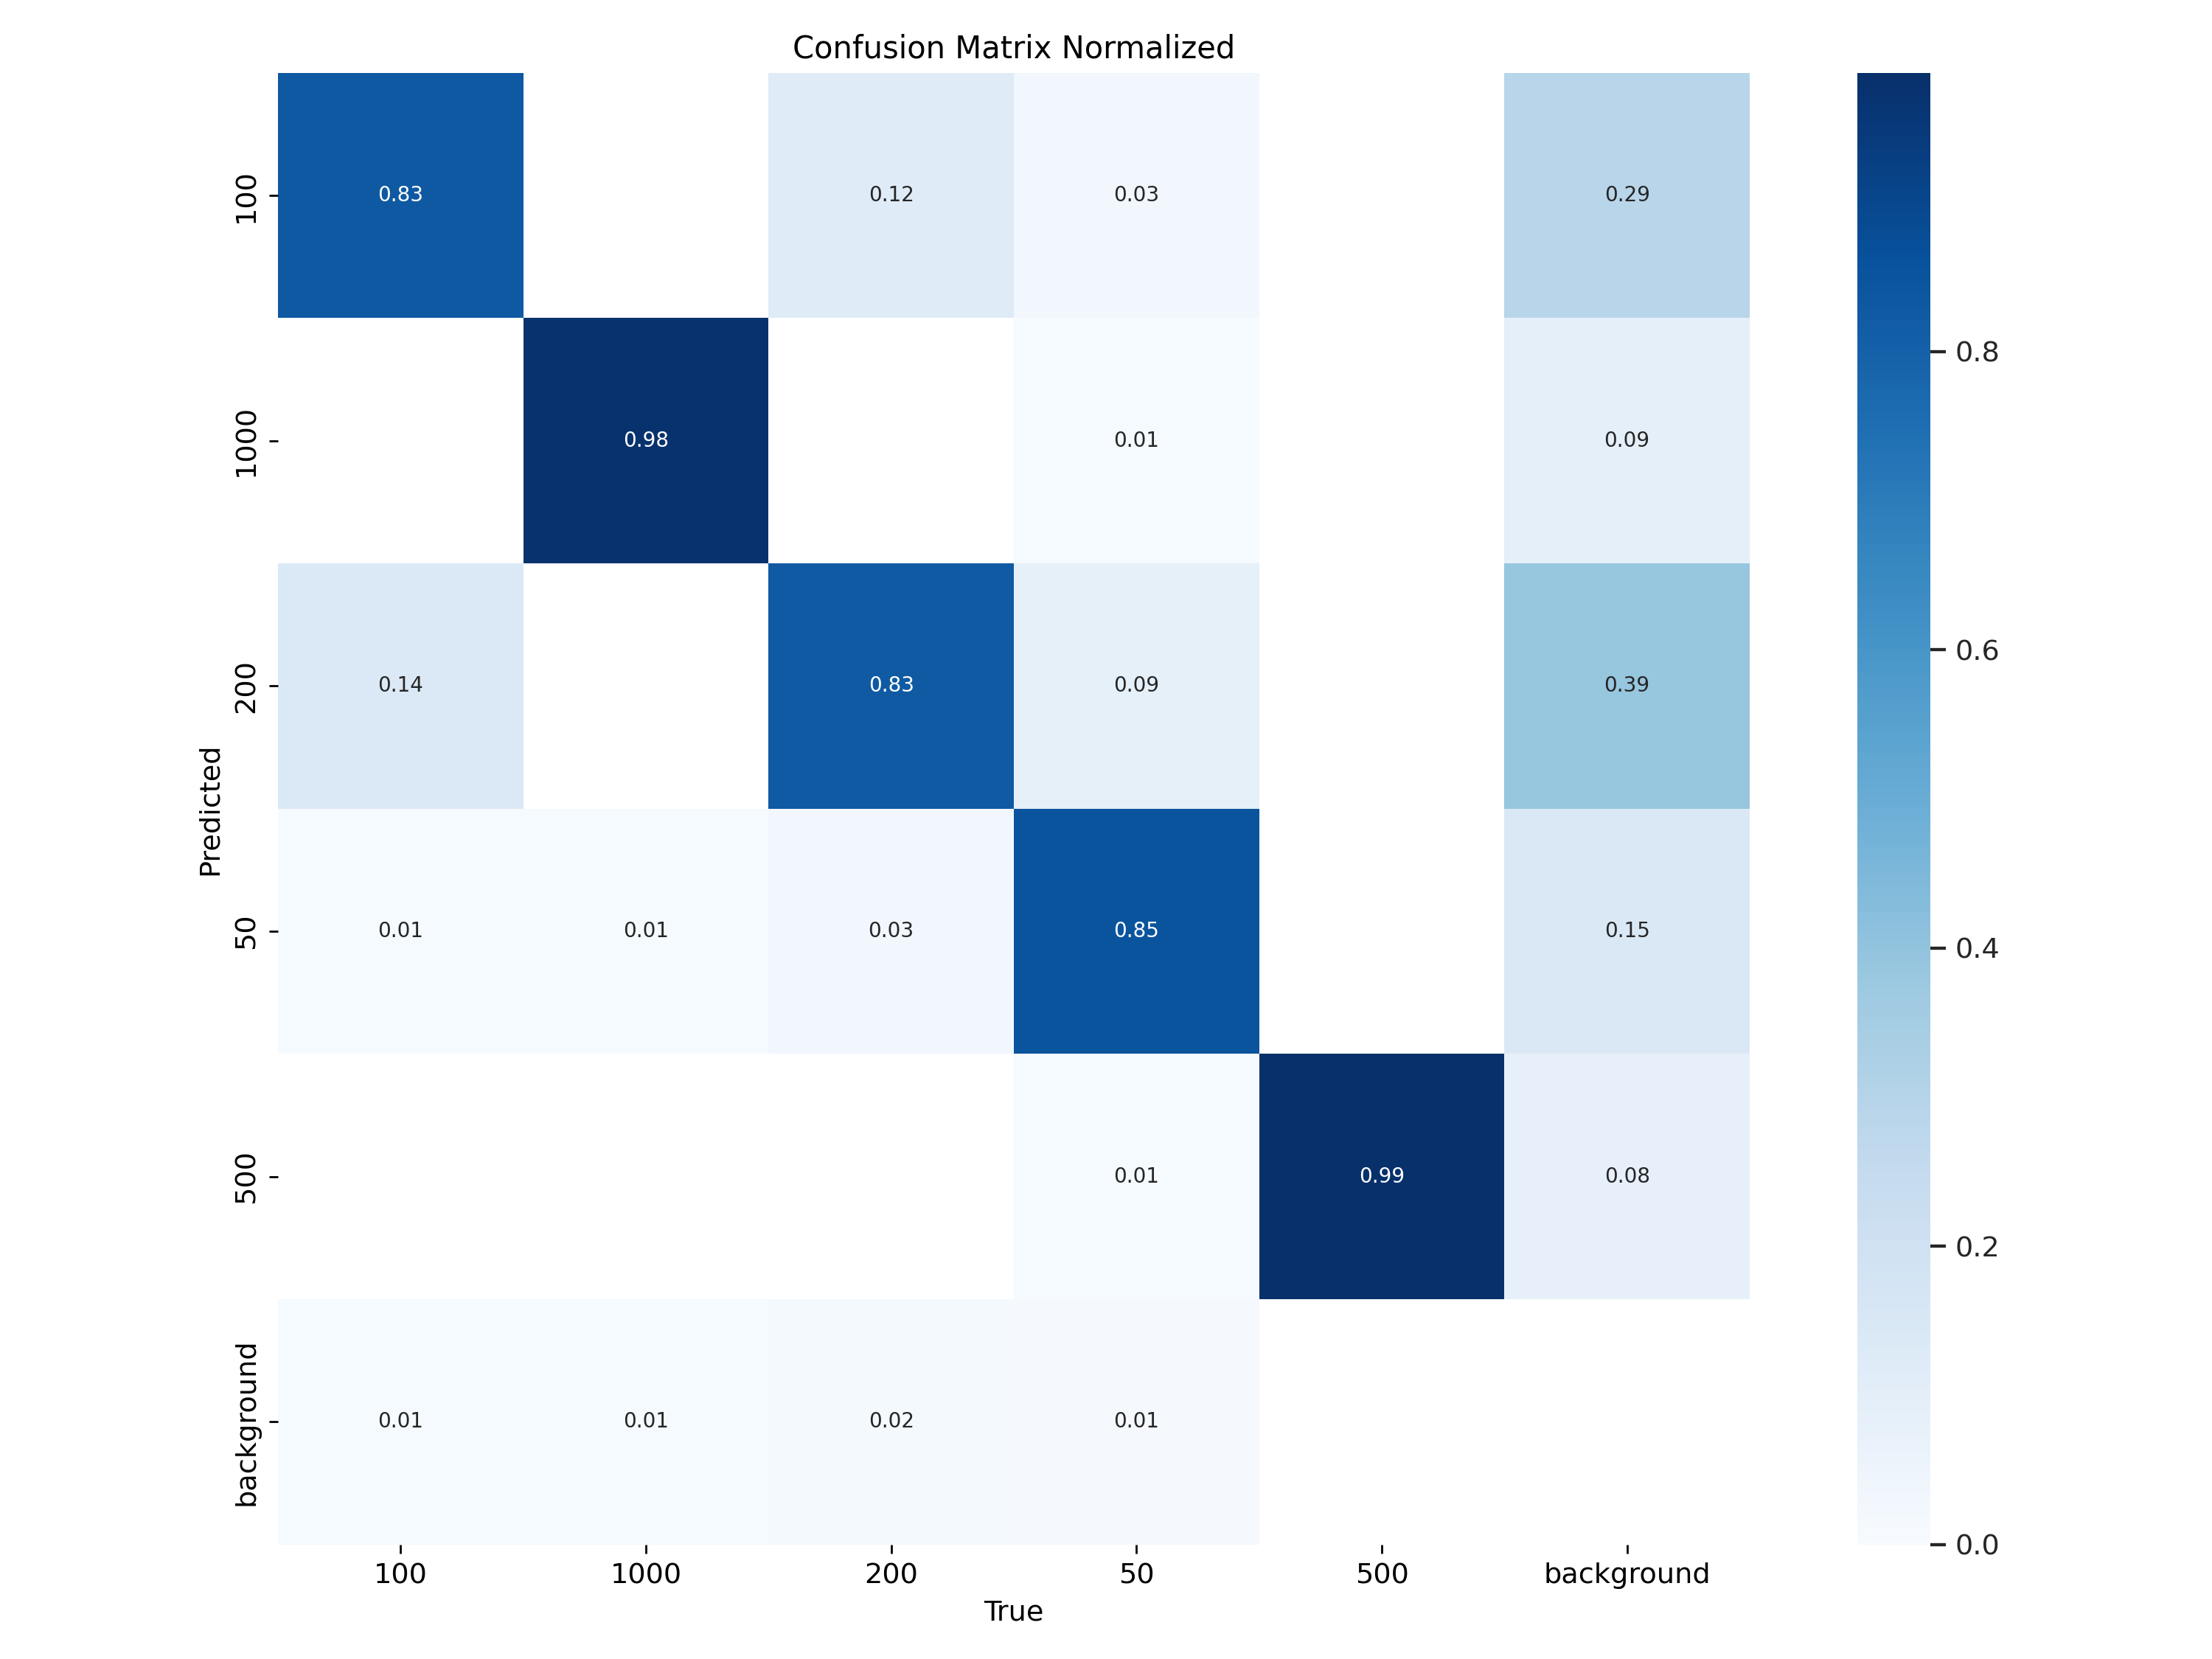 Confusion Matrix Normalized
100 0.83 0.12 0.03 0.29
1000 0.98 0.01 0.09
200 0.14 0.83 0.09 0.39
50 0.01 0.01 0.03 0.85 0.15
500 0.01 0.99 0.08
background 0.01 0.01 0.02 0.01
100 1000 200 50 500 background
True
Predicted
0.8
0.6
0.4
0.2
0.0